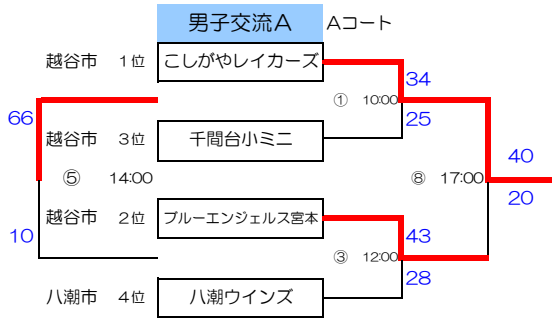 男子交流A Aコート
越谷市 1位 こしがやレイカーズ
34
① 10:00
66
25
越谷市 3位 千間台小ミニ
40
⑤ 14:00
⑧ 17:00
20
越谷市 2位 ブルーエンジェルス宮本
10
43
③ 12:00
28
八潮市 4位 八潮ウインズ